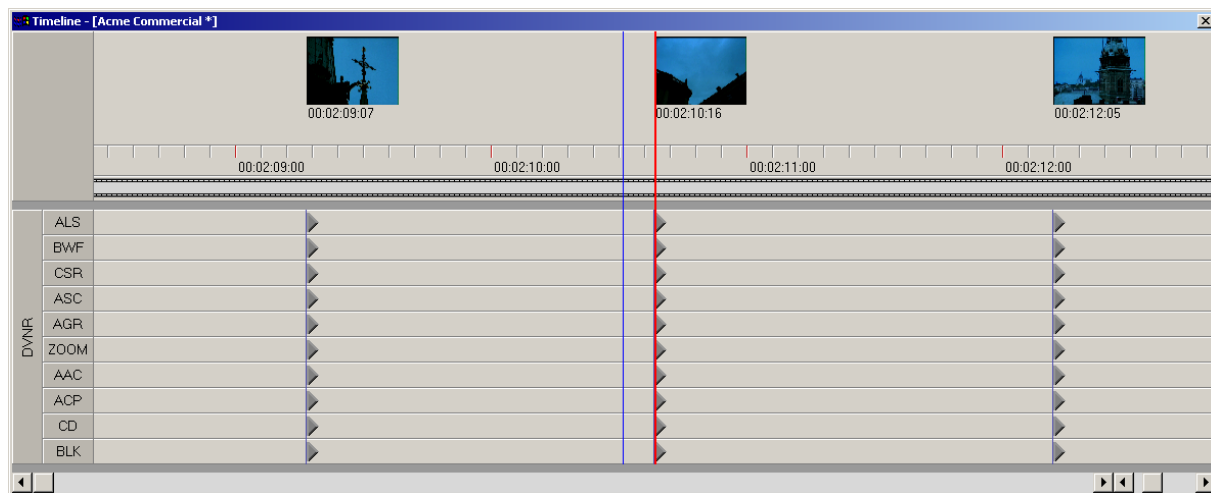 Timeline - [Acme Commercial *]
00:02:09:07 00:02:10:16 00:02:12:05
00:02:09:00 00:02:10:00 00:02:11:00 00:02:12:00
DVNR
ALS
BWF
CSR
ASC
AGR
ZOOM
AAC
ACP
CD
BLK